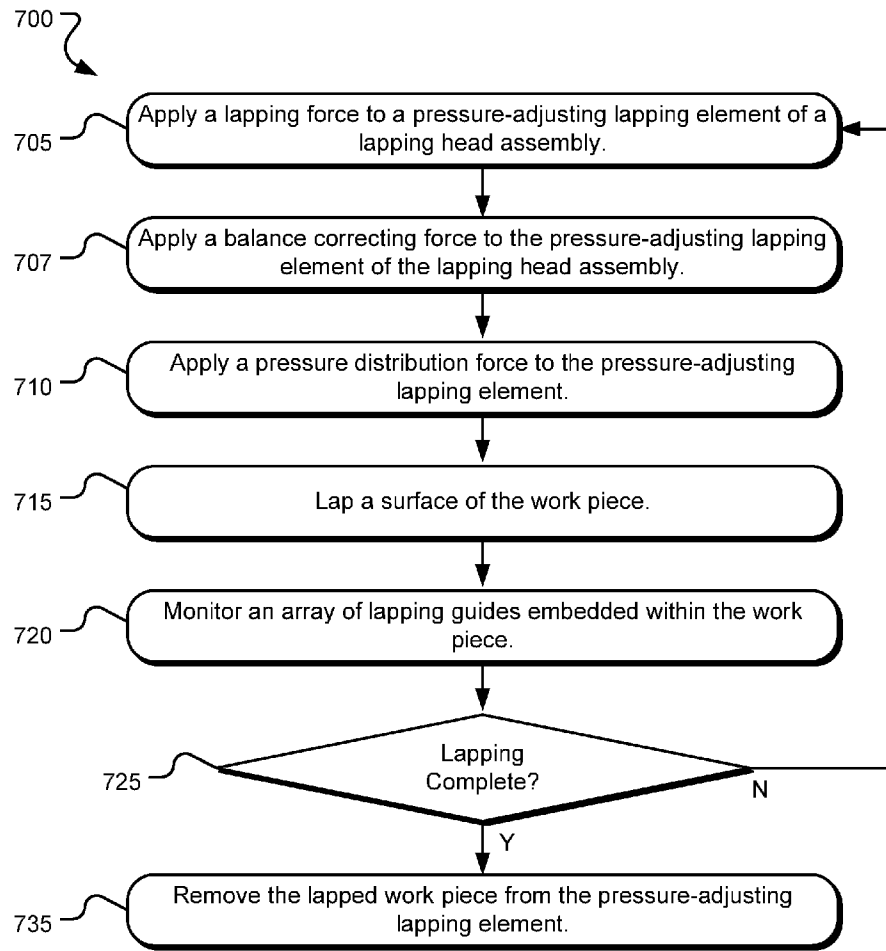 700
705
Apply a lapping force to a pressure-adjusting lapping element of a
lapping head assembly.
707
Apply a balance correcting force to the pressure-adjusting lapping
element of the lapping head assembly.
710
Apply a pressure distribution force to the pressure-adjusting
lapping element.
715
Lap a surface of the work piece.
720
Monitor an array of lapping guides embedded within the work
piece.
725
Lapping
Complete?
N
Y
735
Remove the lapped work piece from the pressure-adjusting
lapping element.